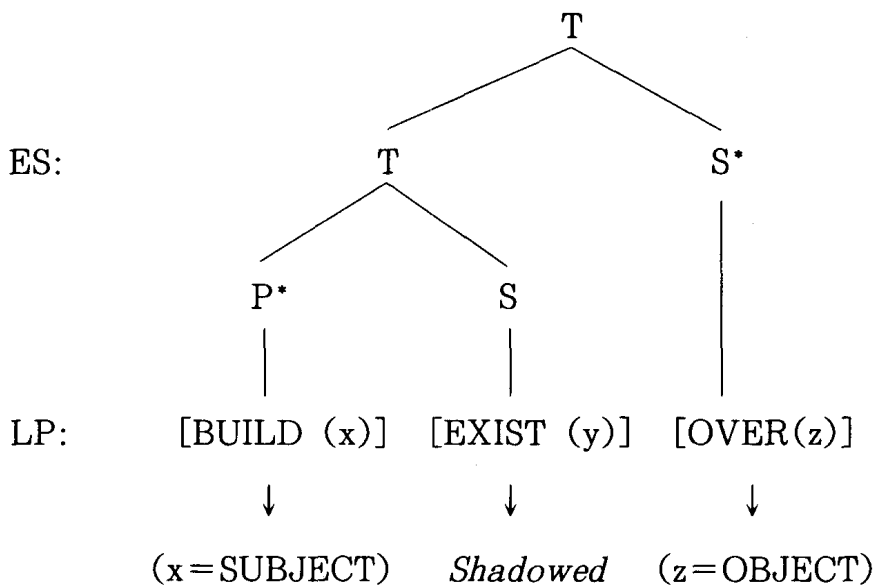 T
ES: T S*
P* S
LP: [BUILD (x)] [EXIST (y)] [OVER(z)]
↓ ↓ ↓
(x=SUBJECT) Shadowed (z=OBJECT)